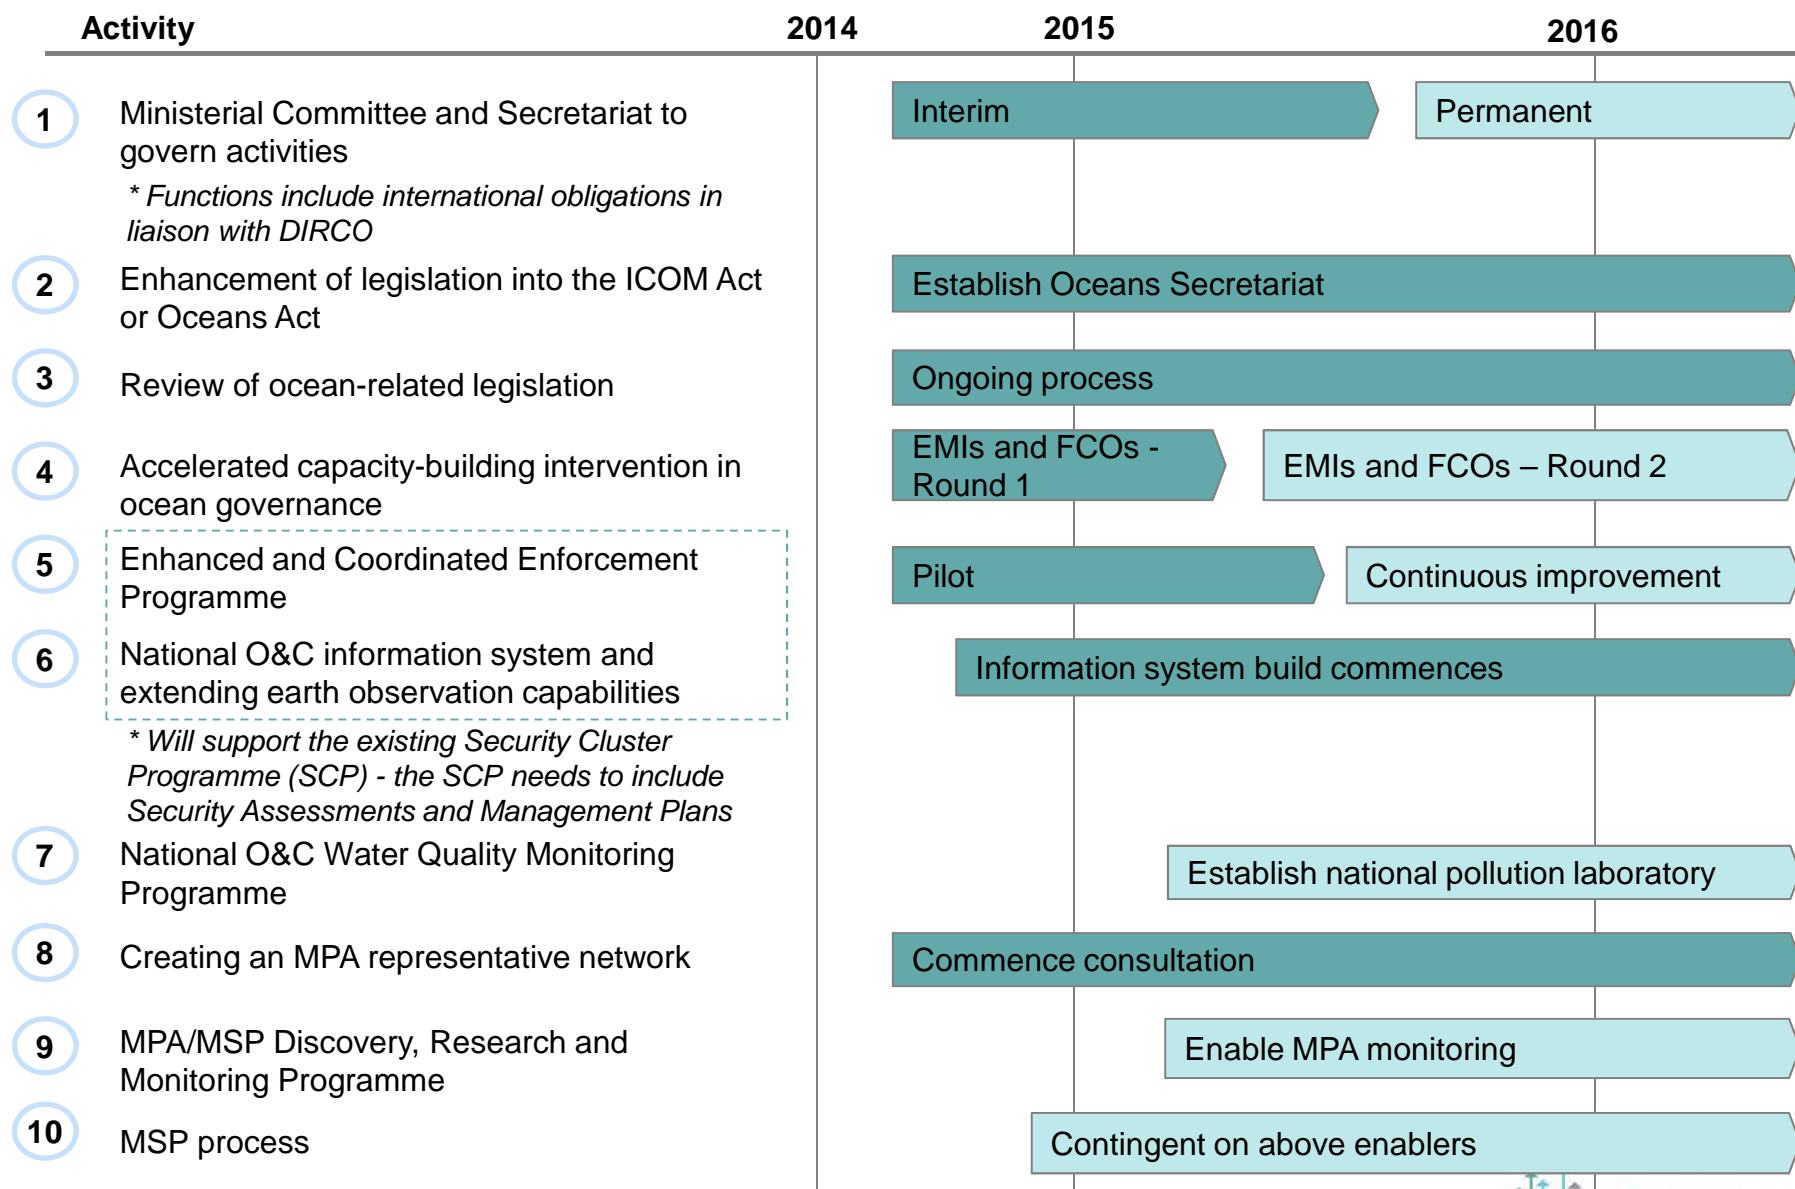 Activity 2014 2015 2016
1 Ministerial Committee and Secretariat to
govern activities
Interim
Permanent
* Functions include international obligations in
liaison with DIRCO
2 Enhancement of legislation into the ICOM Act
or Oceans Act
Establish Oceans Secretariat
3 Review of ocean-related legislation
Ongoing process
4 Accelerated capacity-building intervention in
ocean governance
EMIs and FCOs -
Round 1
EMIs and FCOs – Round 2
5 Enhanced and Coordinated Enforcement
Programme
Pilot
Continuous improvement
6 National O&C information system and
extending earth observation capabilities
Information system build commences
* Will support the existing Security Cluster
Programme (SCP) - the SCP needs to include
Security Assessments and Management Plans
7 National O&C Water Quality Monitoring
Programme
Establish national pollution laboratory
8 Creating an MPA representative network
Commence consultation
9 MPA/MSP Discovery, Research and
Monitoring Programme
Enable MPA monitoring
10 MSP process
Contingent on above enablers